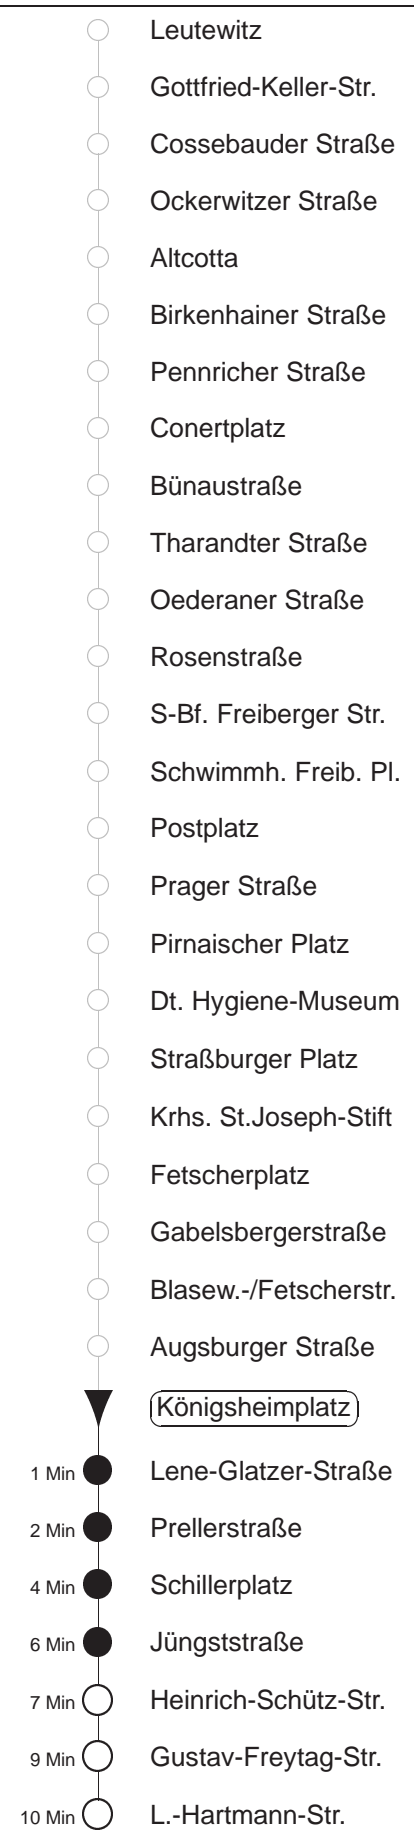 Leutewitz
Gottfried-Keller-Str.
Cossebauder Straße
Ockerwitzer Straße
Altcotta
Birkenhainer Straße
Pennricher Straße
Conertplatz
Bünaustraße
Tharandter Straße
Oederaner Straße
Rosenstraße
S-Bf. Freiberger Str.
Schwimmh. Freib. Pl.
Postplatz
Prager Straße
Pirnaischer Platz
Dt. Hygiene-Museum
Straßburger Platz
Krhs. St.Joseph-Stift
Fetscherplatz
Gabelsbergerstraße
Blasew.-/Fetscherstr.
Augsburger Straße
Königsheimplatz
1 Min Lene-Glatzer-Straße
2 Min Prellerstraße
4 Min Schillerplatz
6 Min Jüngststraße
7 Min Heinrich-Schütz-Str.
9 Min Gustav-Freytag-Str.
10 Min L.-Hartmann-Str.